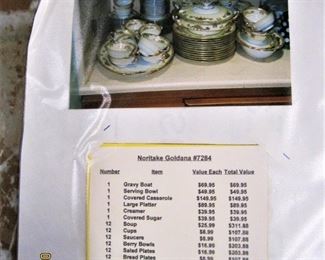 Noritake Goldana #7284
Number Item Value Each Total Value
1 Gravy Boat $69.95 $69.95
1 Serving Bowl $49.95 $49.95
1 Covered Casserole $149.95 $149.95
1 Large Platter $89.95 $89.95
1 Creamer $39.95 $39.95
1 Covered Sugar $39.95 $39.95
12 Soup $25.99 $311.88
12 Cups $8.99 $107.88
12 Saucers $8.99 $107.88
12 Berry Bowls $16.99 $203.88
12 Salad Plates $16.99 $203.88
12 Bread Plates